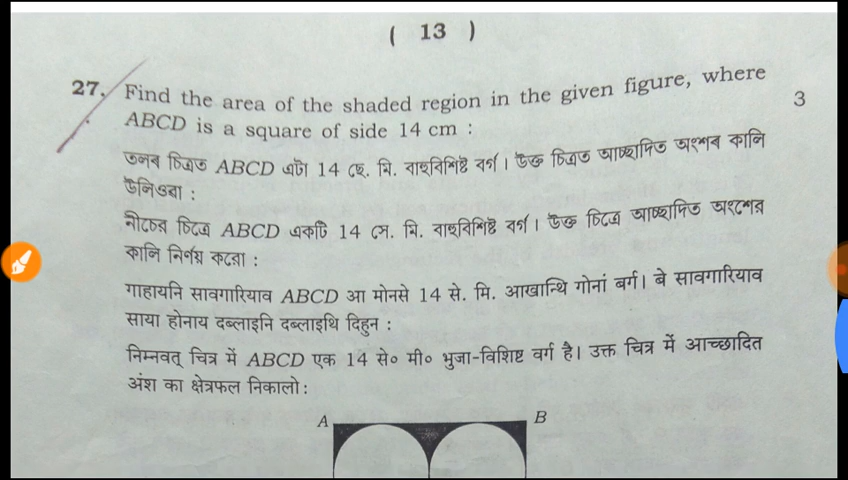 ( 13 )
27. Find the area of the shaded region in the given figure, where
3
ABCD is a square of side 14 cm :
তলৰ চিত্ৰত ABCD এটা 14 ছে. মি. বাহুবিশিষ্ট বৰ্গ। উক্ত চিত্ৰত আচ্ছাদিত অংশৰ কালি
উলিওৱা :
নীচের চিত্রে ABCD একটি 14 সে. মি. বাহুবিশিষ্ট বর্গ। উক্ত চিত্রে আচ্ছাদিত অংশের
কালি নির্ণয় করো :
गाहायनि सावगारियाव ABCD आ मोनसे 14 से. मि. आखान्थि गोनां बर्ग। बे सावगारियाव
साया होनाय दब्लाइनि दब्लाइथि दिहुन :
निम्नवत् चित्र में ABCD एक 14 से० मी० भुजा-विशिष्ट वर्ग है। उक्त चित्र में आच्छादित
अंश का क्षेत्रफल निकालो :
A B